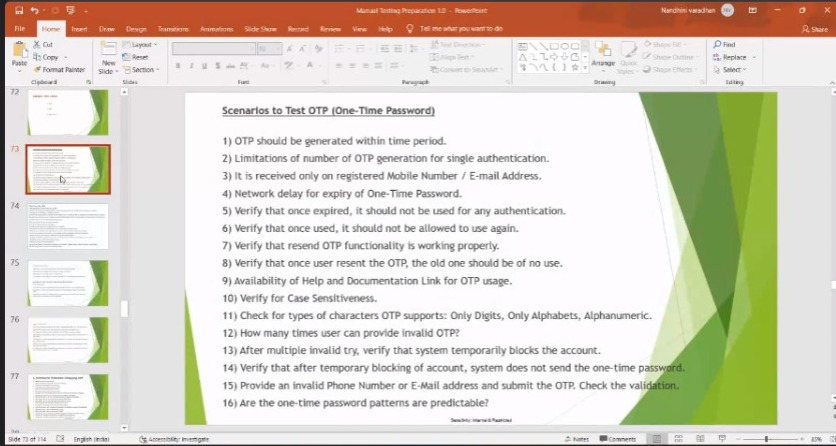 Manual Testing Preparation 1.0 - PowerPoint
Nandhini varadhan
File Home Insert Draw Design Transitions Animations Slide Show Record Review View Help Tell me what you want to do Share
Paste
Cut
Copy
Format Painter
Clipboard
New Slide
Layout
Reset
Section
Slides
Font
Text Direction
Align Text
Convert to SmartArt
Paragraph
Arrange
Quick Styles
Shape Fill
Shape Outline
Shape Effects
Drawing
Find
Replace
Select
Editing
72
73
74
75
76
77
Scenarios to Test OTP (One-Time Password)
1) OTP should be generated within time period.
2) Limitations of number of OTP generation for single authentication.
3) It is received only on registered Mobile Number / E-mail Address.
4) Network delay for expiry of One-Time Password.
5) Verify that once expired, it should not be used for any authentication.
6) Verify that once used, it should not be allowed to use again.
7) Verify that resend OTP functionality is working properly.
8) Verify that once user resent the OTP, the old one should be of no use.
9) Availability of Help and Documentation Link for OTP usage.
10) Verify for Case Sensitiveness.
11) Check for types of characters OTP supports: Only Digits, Only Alphabets, Alphanumeric.
12) How many times user can provide invalid OTP?
13) After multiple invalid try, verify that system temporarily blocks the account.
14) Verify that after temporary blocking of account, system does not send the one-time password.
15) Provide an invalid Phone Number or E-Mail address and submit the OTP. Check the validation.
16) Are the one-time password patterns are predictable?
Sensitivity: Internal & Restricted
Slide 73 of 114 English (India) Accessibility: Investigate Notes Comments